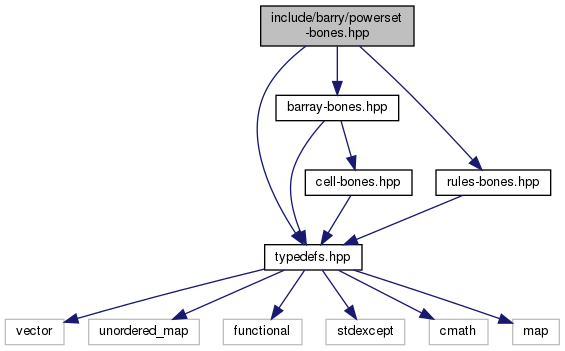 include/barry/powerset
-bones.hpp
barray-bones.hpp
cell-bones.hpp
rules-bones.hpp
typedefs.hpp
vector
unordered_map
functional
stdexcept
cmath
map